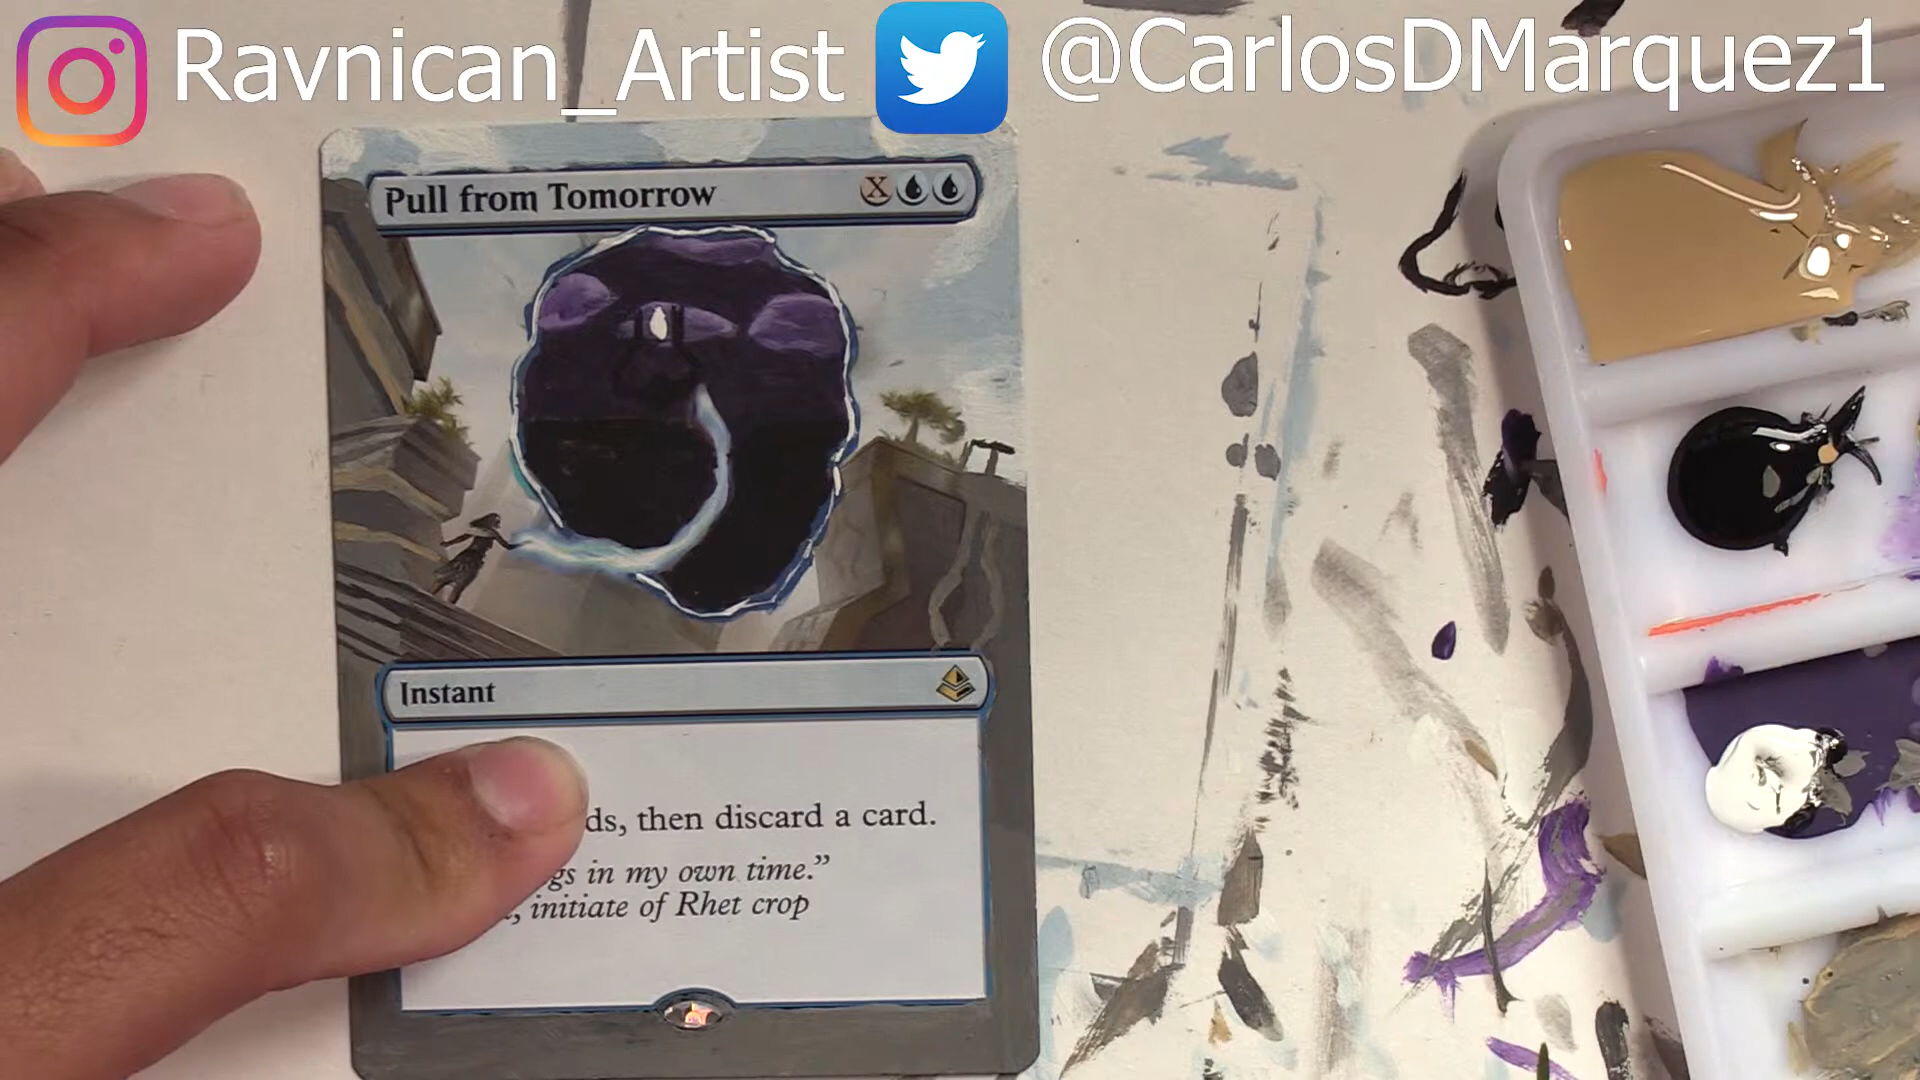 Ravnican_Artist @CarlosDMarquez1
Pull from Tomorrow X
Instant
ds, then discard a card.
gs in my own time.”
, initiate of Rhet crop